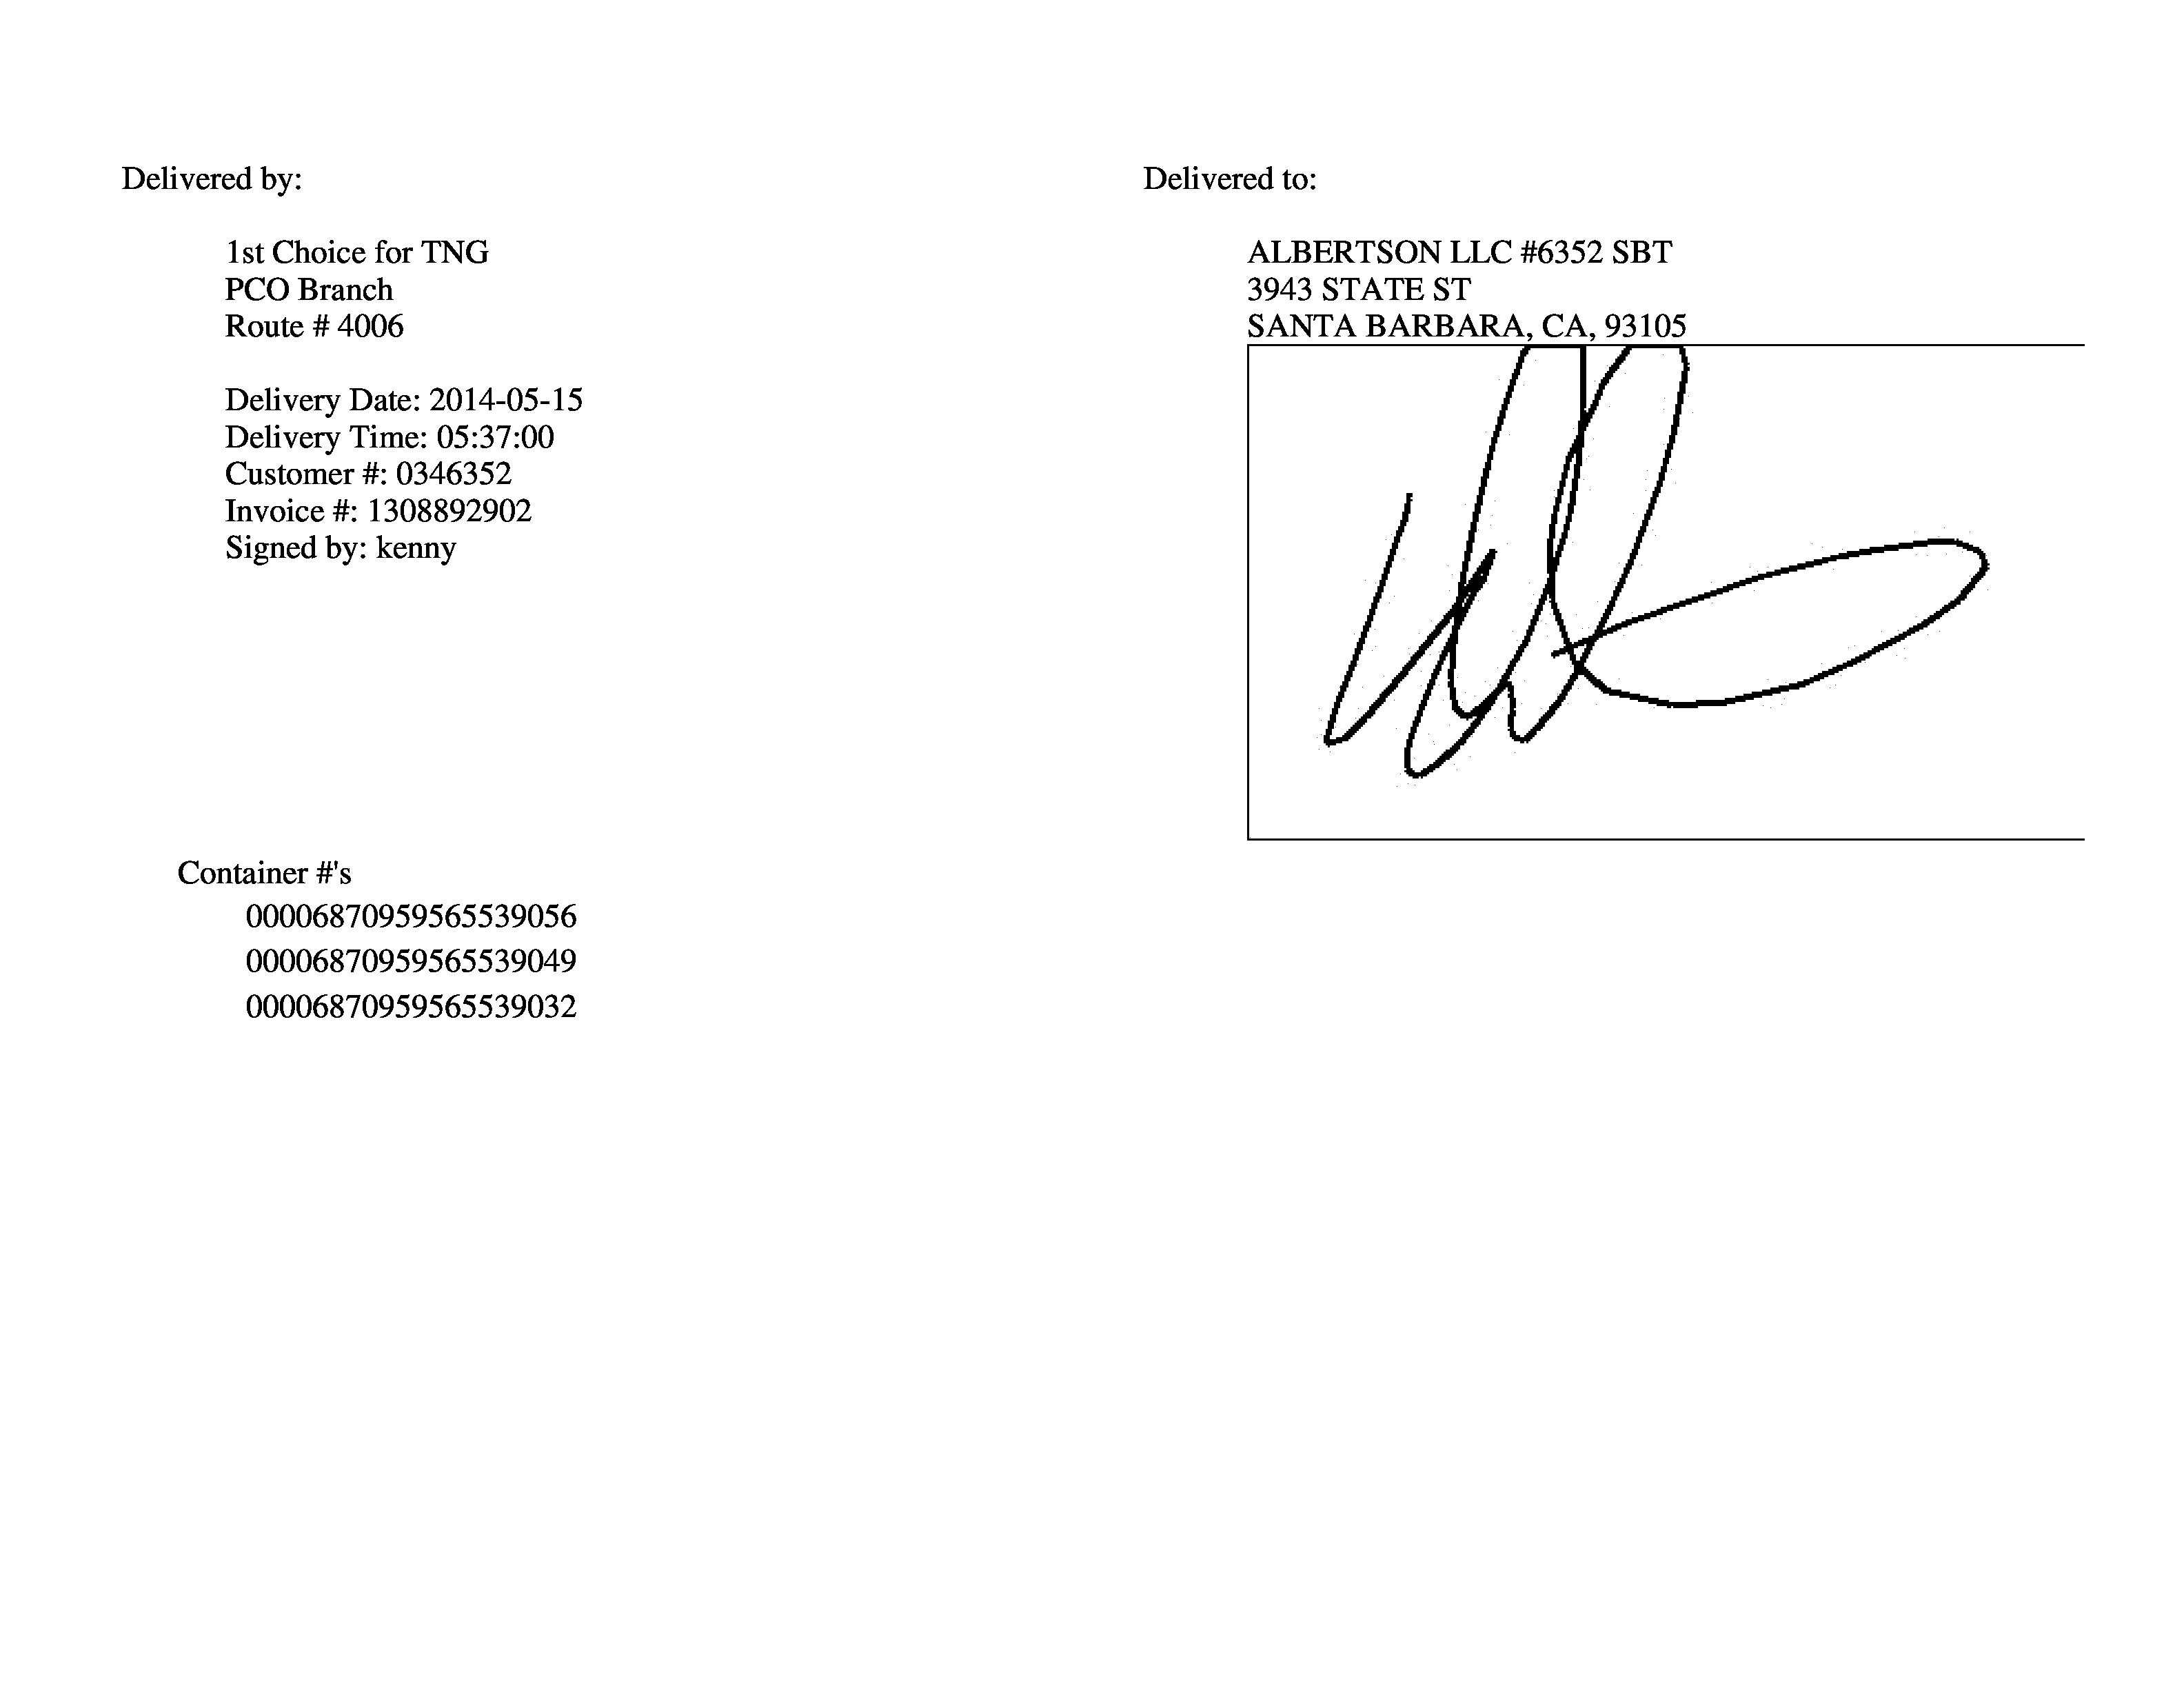 Delivered by:
1st Choice for TNG
PCO Branch
Route # 4006
Delivery Date: 2014-05-15
Delivery Time: 05:37:00
Customer #: 0346352
Invoice #: 1308892902
Signed by: kenny
Delivered to:
ALBERTSON LLC #6352 SBT
3943 STATE ST
SANTA BARBARA, CA, 93105
Container #'s
00006870959565539056
00006870959565539049
00006870959565539032